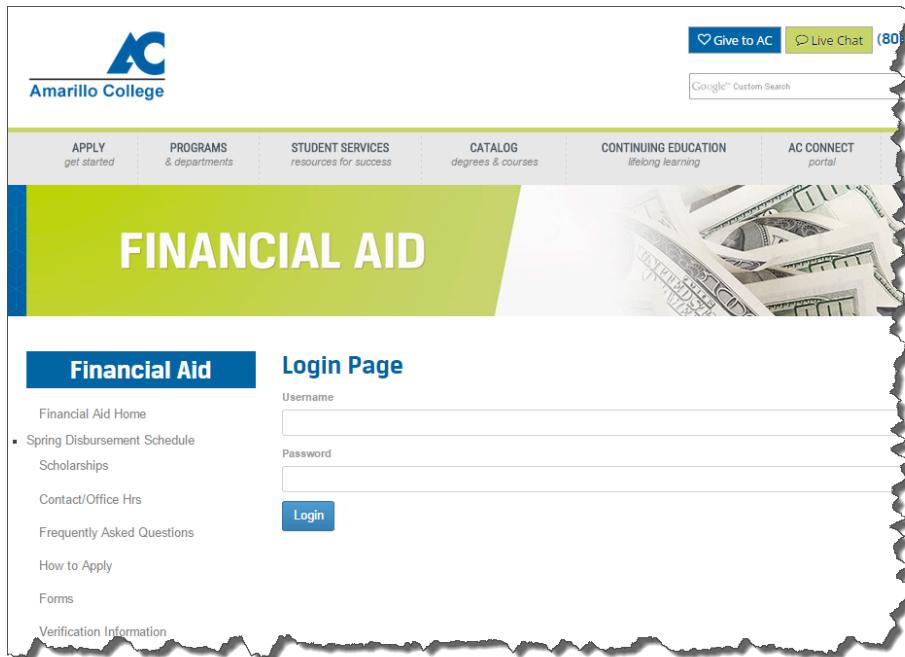 AC
Amarillo College
Give to AC
Live Chat
(80
Google™ Custom Search
APPLY
get started
PROGRAMS
& departments
STUDENT SERVICES
resources for success
CATALOG
degrees & courses
CONTINUING EDUCATION
lifelong learning
AC CONNECT
portal
FINANCIAL AID
Financial Aid
Financial Aid Home
Spring Disbursement Schedule
Scholarships
Contact/Office Hrs
Frequently Asked Questions
How to Apply
Forms
Verification Information
Login Page
Username
Password
Login